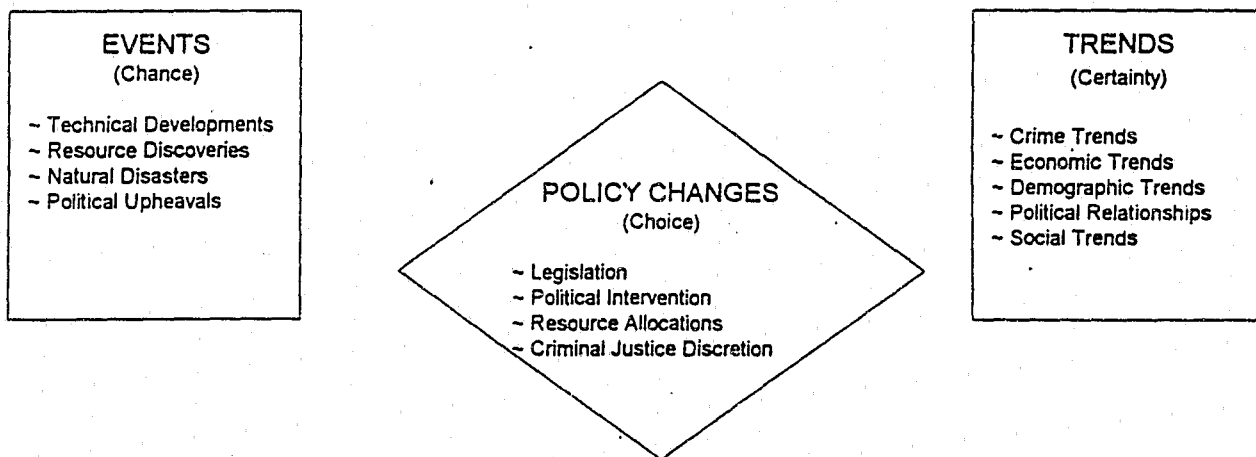 EVENTS
(Chance)
~ Technical Developments
~ Resource Discoveries
~ Natural Disasters
~ Political Upheavals
POLICY CHANGES
(Choice)
~ Legislation
~ Political Intervention
~ Resource Allocations
~ Criminal Justice Discretion
TRENDS
(Certainty)
~ Crime Trends
~ Economic Trends
~ Demographic Trends
~ Political Relationships
~ Social Trends